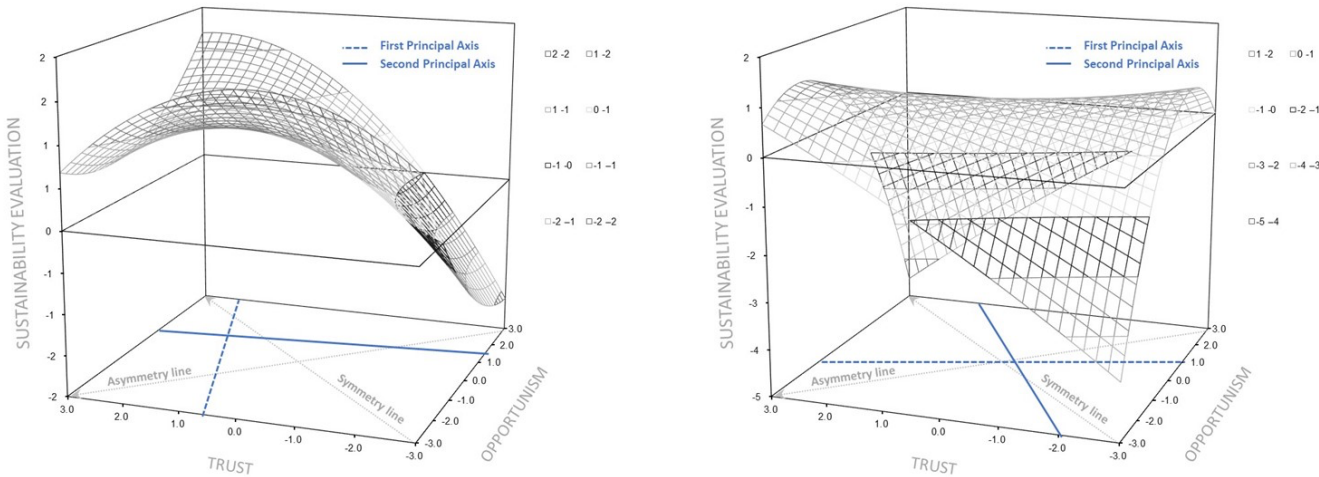 First Principal Axis
Second Principal Axis
2 -2 1 -2
1 -1 0 -1
-1 -0 -1 -1
-2 -1 -2 -2
SUSTAINABILITY EVALUATION
2
2
1
1
0
-1
-1
-2
-2
3.0
2.0
1.0
0.0
-1.0
-2.0
-3.0
TRUST
3.0
2.0
1.0
0.0
-1.0
-2.0
-3.0
OPPORTUNISM
Asymmetry line
Symmetry line
First Principal Axis
Second Principal Axis
1 -2 0 -1
-1 -0 -2 –1
-3 –2 -4 –3
-5 –4
SUSTAINABILITY EVALUATION
2
1
0
-1
-2
-3
-4
-5
3.0
2.0
1.0
0.0
-1.0
-2.0
-3.0
TRUST
3.0
2.0
1.0
0.0
-1.0
-2.0
-3.0
OPPORTUNISM
Asymmetry line
Symmetry line